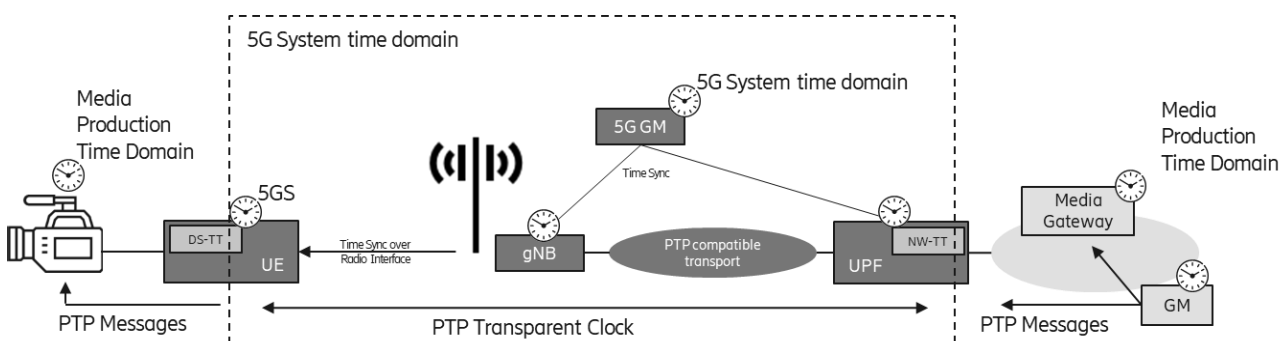 5G System time domain
Media
Production
Time Domain
5G System time domain
5G GM
Media
Production
Time Domain
Time Sync
5GS
DS-TT
UE
Time Sync over
Radio Interface
gNB
PTP compatible
transport
NW-TT
UPF
Media
Gateway
GM
PTP Messages
PTP Transparent Clock
PTP Messages